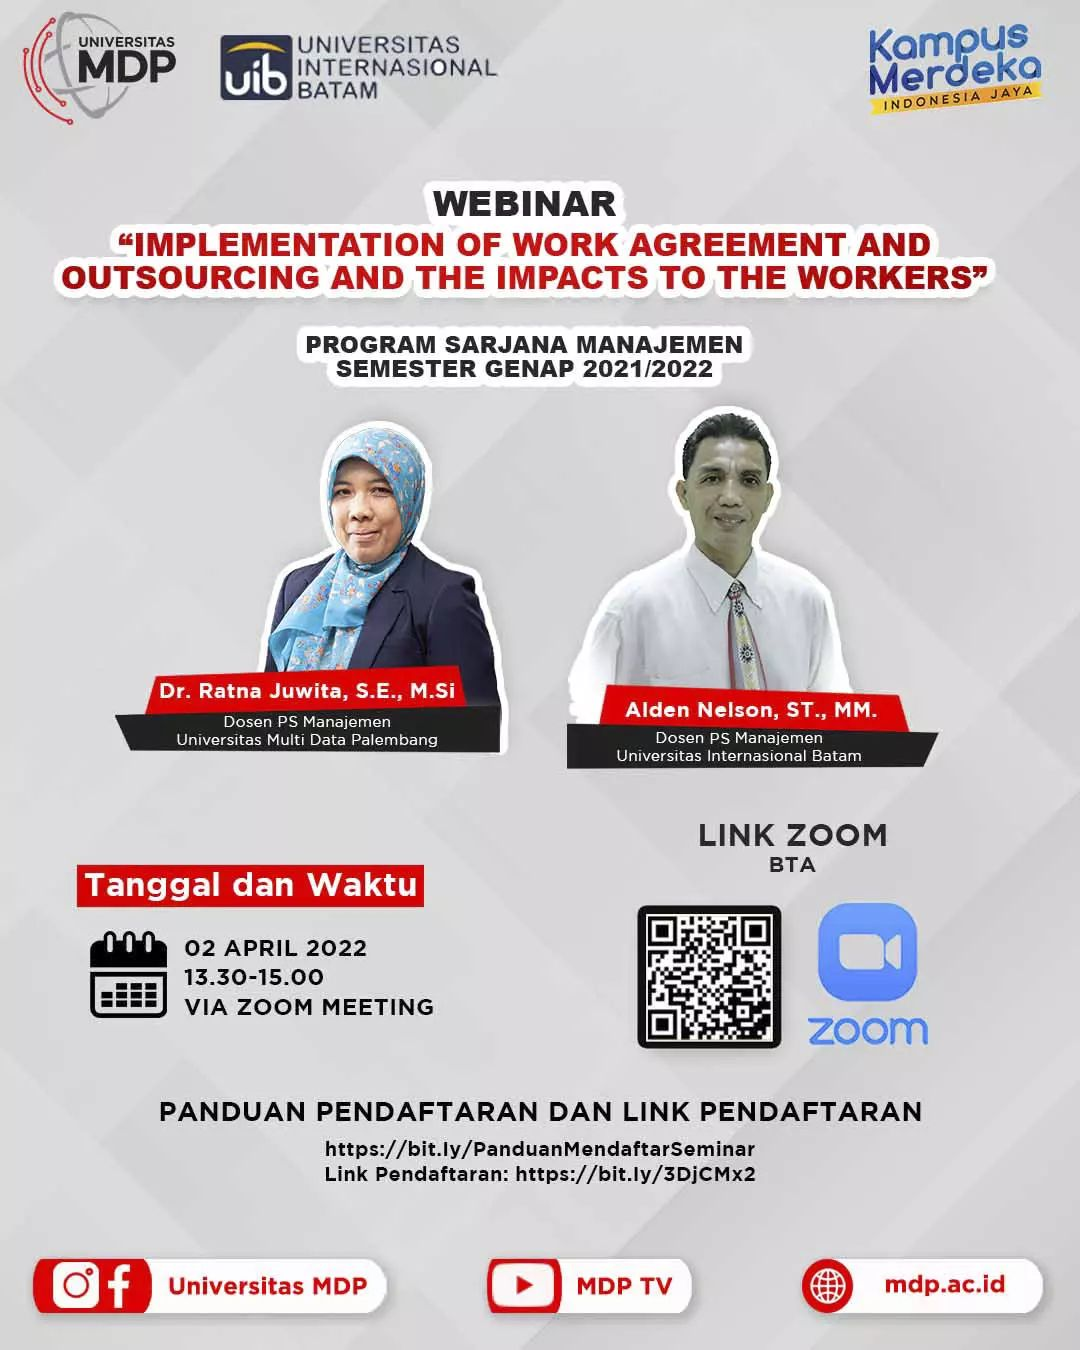 UNIVERSITAS
MDP
uib
UNIVERSITAS
INTERNASIONAL
BATAM
Kampus
Merdeka
INDONESIA JAYA
WEBINAR
“IMPLEMENTATION OF WORK AGREEMENT AND
OUTSOURCING AND THE IMPACTS TO THE WORKERS”
PROGRAM SARJANA MANAJEMEN
SEMESTER GENAP 2021/2022
Dr. Ratna Juwita, S.E., M.Si
Dosen PS Manajemen
Universitas Multi Data Palembang
Alden Nelson, ST., MM.
Dosen PS Manajemen
Universitas Internasional Batam
LINK ZOOM
BTA
Tanggal dan Waktu
02 APRIL 2022
13.30-15.00
VIA ZOOM MEETING
zoom
PANDUAN PENDAFTARAN DAN LINK PENDAFTARAN
https://bit.ly/PanduanMendaftarSeminar
Link Pendaftaran: https://bit.ly/3DjCMx2
Universitas MDP
MDP TV
mdp.ac.id